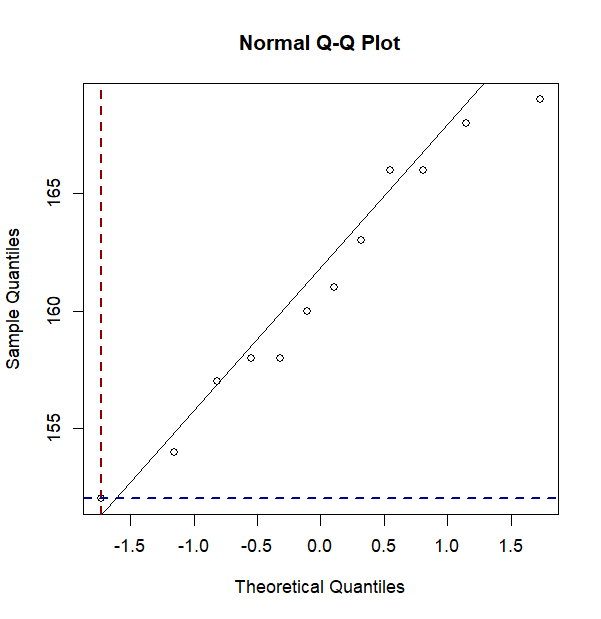 Normal Q-Q Plot
165
160
155
Sample Quantiles
-1.5 -1.0 -0.5 0.0 0.5 1.0 1.5
Theoretical Quantiles